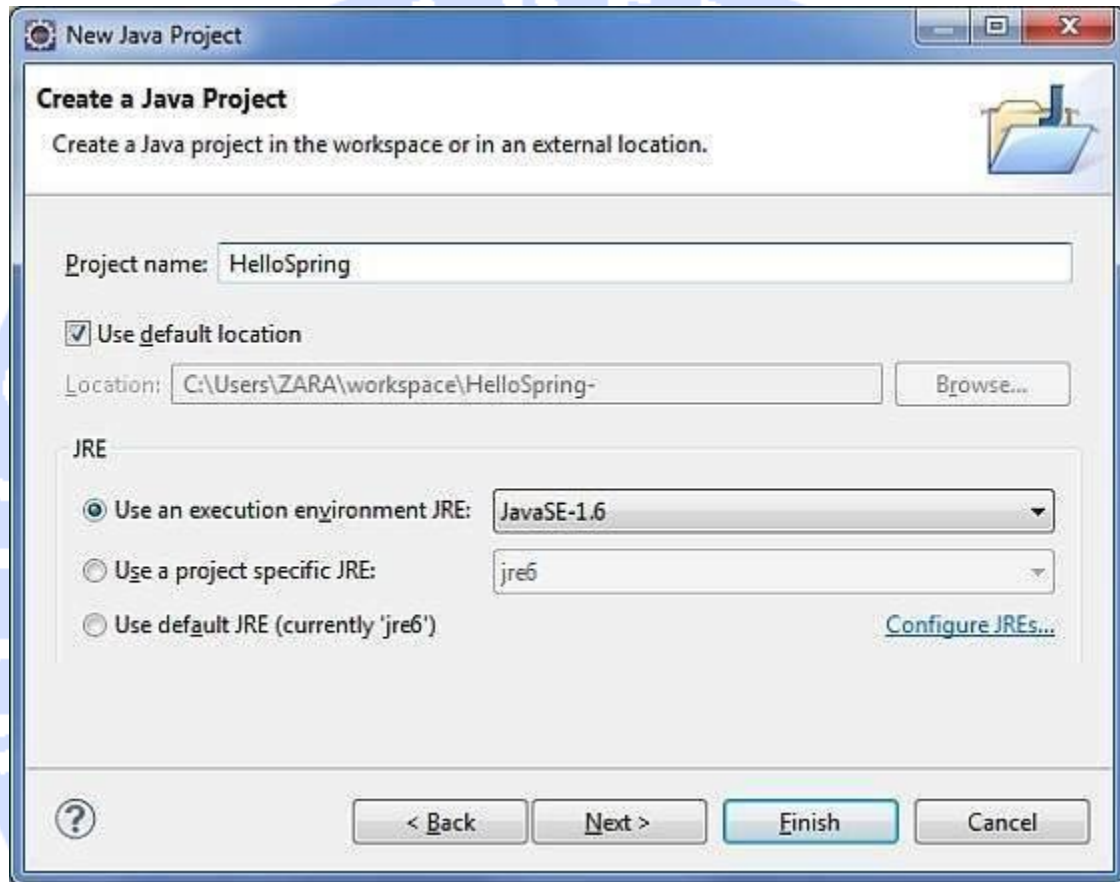 New Java Project
Create a Java Project
Create a Java project in the workspace or in an external location.
Project name: HelloSpring
Use default location
Location: C:\Users\ZARA\workspace\HelloSpring- Browse...
JRE
Use an execution environment JRE: JavaSE-1.6
Use a project specific JRE: jre6
Use default JRE (currently 'jre6') Configure JREs...
? < Back Next > Finish Cancel